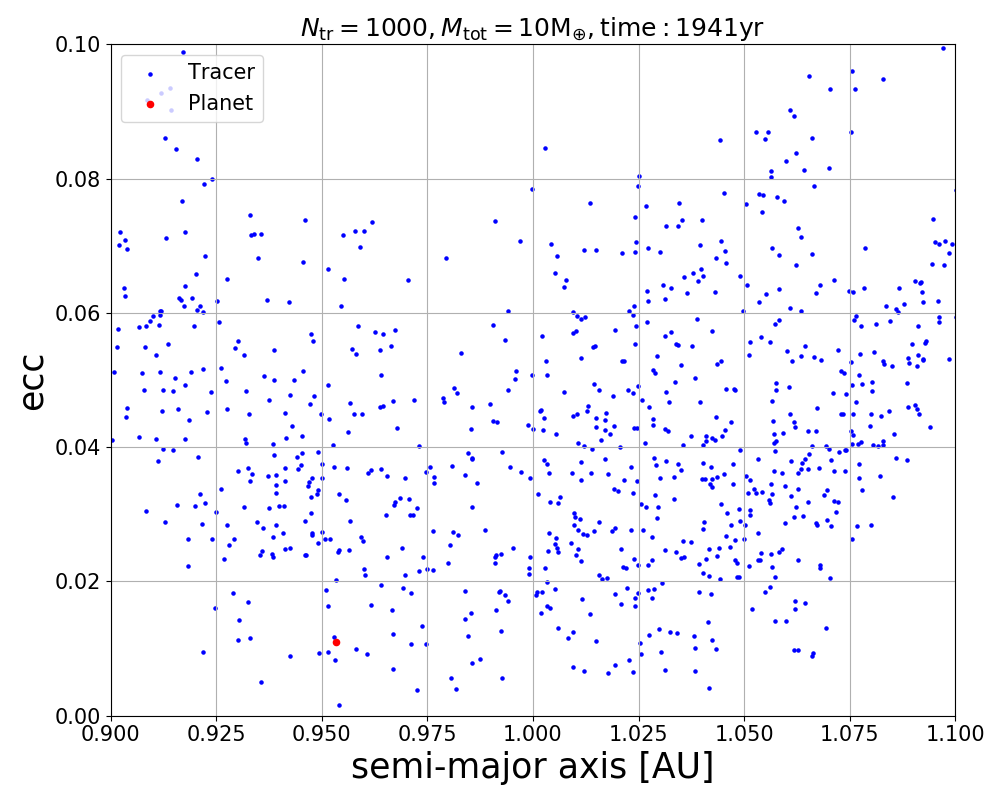 N_tr = 1000, M_tot = 10M_⊕, time : 1941yr
0.10
Tracer
Planet
0.08
0.06
ecc
0.04
0.02
0.00
0.900 0.925 0.950 0.975 1.000 1.025 1.050 1.075 1.100
semi-major axis [AU]